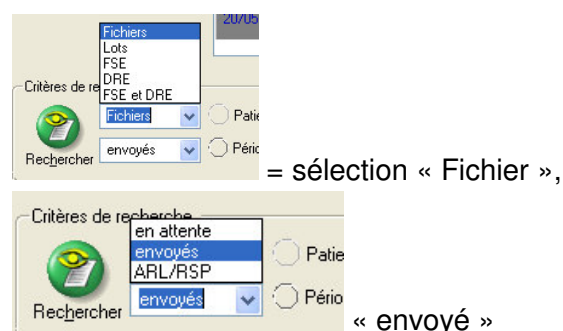 20/05
Fichiers
Lots
FSE
DRE
FSE et DRE
Critères de re
Fichiers
Patie
Rechercher
envoyés
Pério
= sélection « Fichier »,
Critères de recherche
en attente
envoyés
ARL/RSP
Patie
Rechercher
envoyés
Pério
« envoyé »